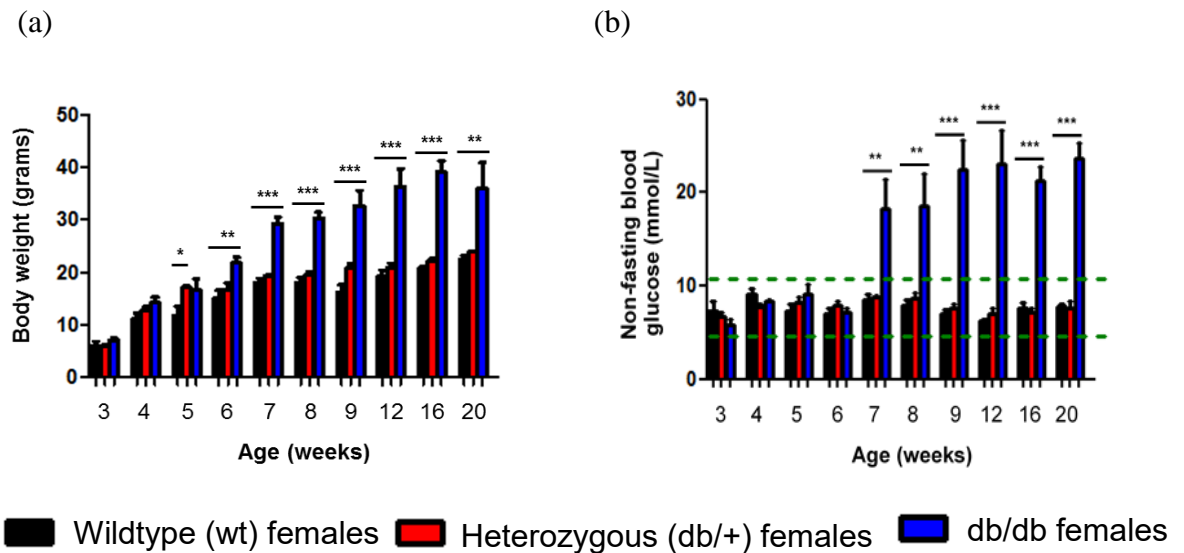 (a)
(b)
Body weight (grams)
50
40
30
20
10
0
* ** *** *** *** *** *** **
3 4 5 6 7 8 9 12 16 20
Age (weeks)
Non-fasting blood
glucose (mmol/L)
30
20
10
0
** ** *** *** *** ***
3 4 5 6 7 8 9 12 16 20
Age (weeks)
Wildtype (wt) females Heterozygous (db/+) females db/db females